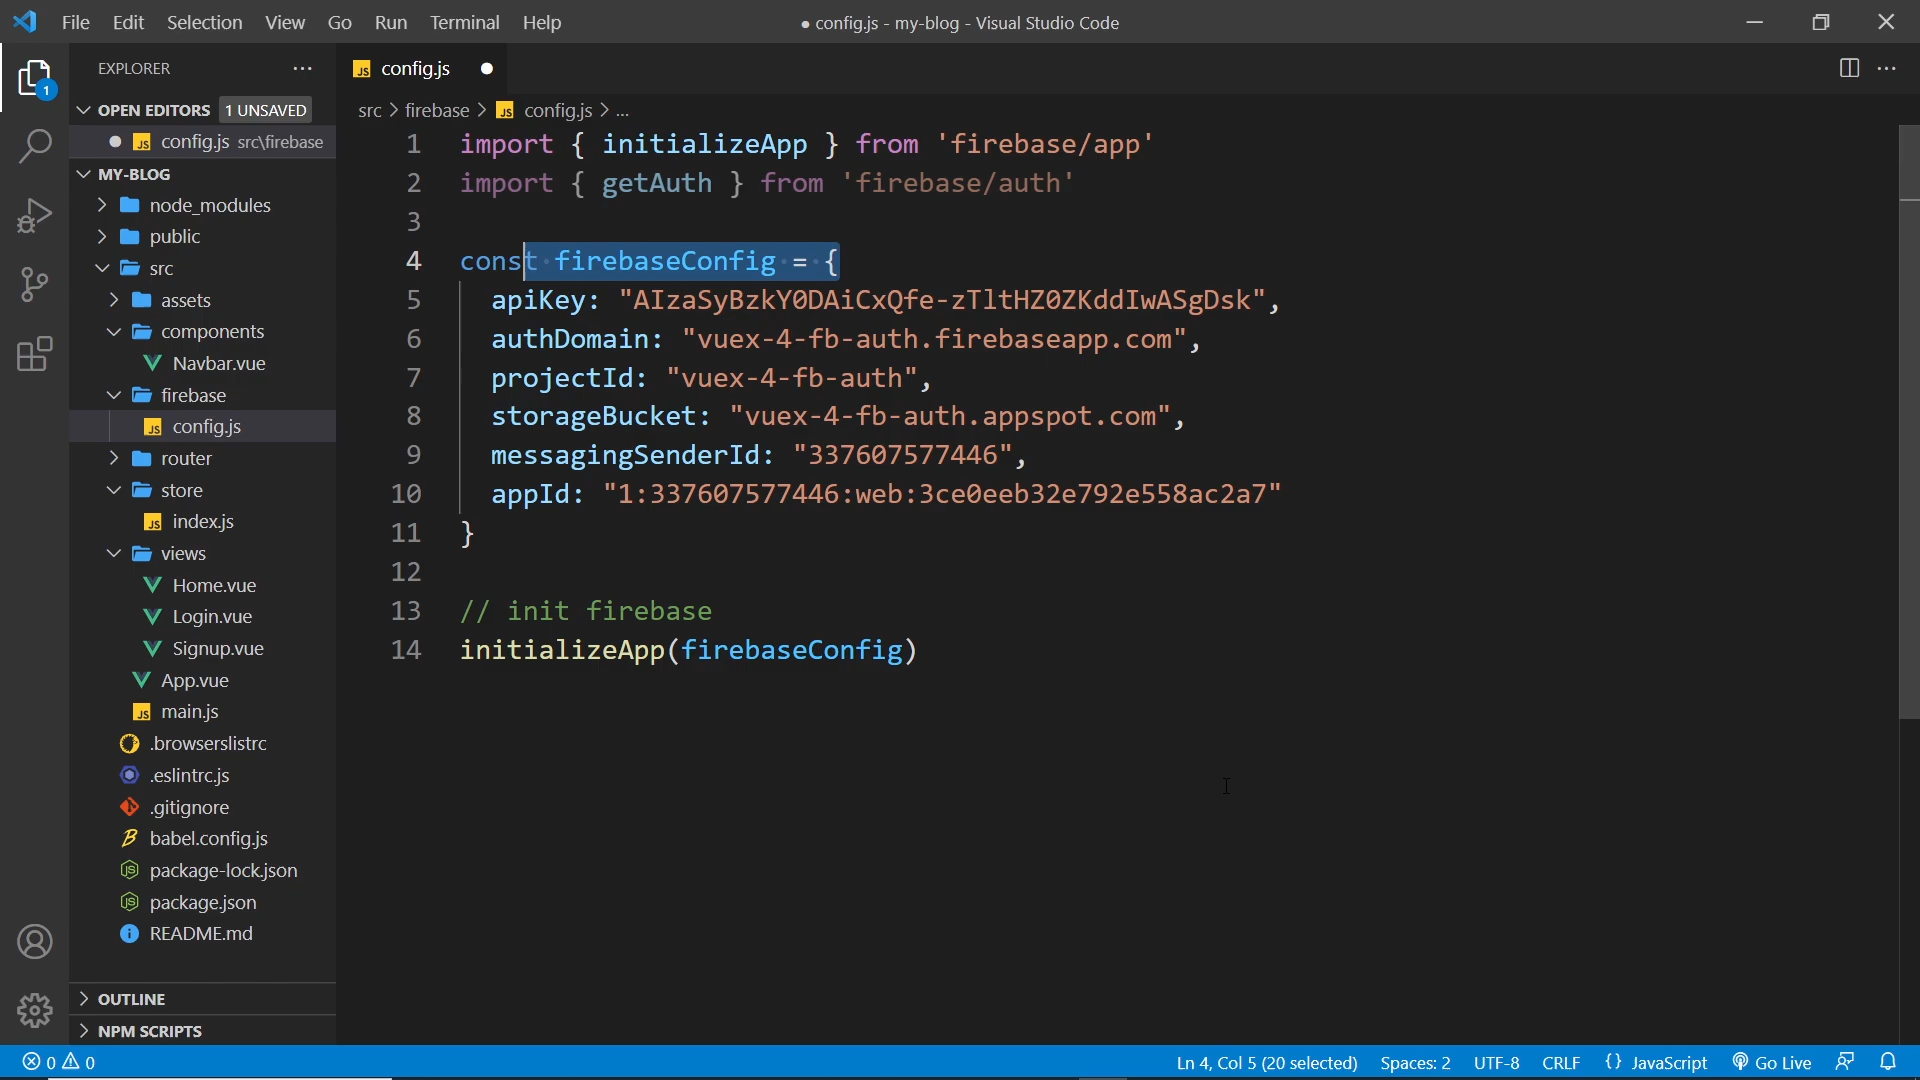 File Edit Selection View Go Run Terminal Help
● config.js - my-blog - Visual Studio Code
EXPLORER
OPEN EDITORS 1 UNSAVED
config.js src\firebase
MY-BLOG
node_modules
public
src
assets
components
Navbar.vue
firebase
config.js
router
store
index.js
views
Home.vue
Login.vue
Signup.vue
App.vue
main.js
.browserslistrc
.eslintrc.js
.gitignore
babel.config.js
package-lock.json
package.json
README.md
OUTLINE
NPM SCRIPTS
1
JS config.js
src > firebase > JS config.js > ...
1 import { initializeApp } from 'firebase/app'
2 import { getAuth } from 'firebase/auth'
3
4 const firebaseConfig = {
5 apiKey: "AIzaSyBzkY0DAiCxQfe-zTltHZ0ZKddIwASgDsk",
6 authDomain: "vuex-4-fb-auth.firebaseapp.com",
7 projectId: "vuex-4-fb-auth",
8 storageBucket: "vuex-4-fb-auth.appspot.com",
9 messagingSenderId: "337607577446",
10 appId: "1:337607577446:web:3ce0eeb32e792e558ac2a7"
11 }
12
13 // init firebase
14 initializeApp(firebaseConfig)
0 0
Ln 4, Col 5 (20 selected) Spaces: 2 UTF-8 CRLF {} JavaScript Go Live